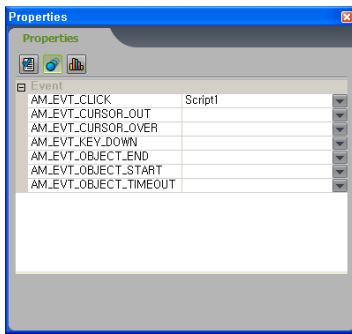 Properties
Properties
Event
AM_EVT_CLICK Script1
AM_EVT_CURSOR_OUT
AM_EVT_CURSOR_OVER
AM_EVT_KEY_DOWN
AM_EVT_OBJECT_END
AM_EVT_OBJECT_START
AM_EVT_OBJECT_TIMEOUT